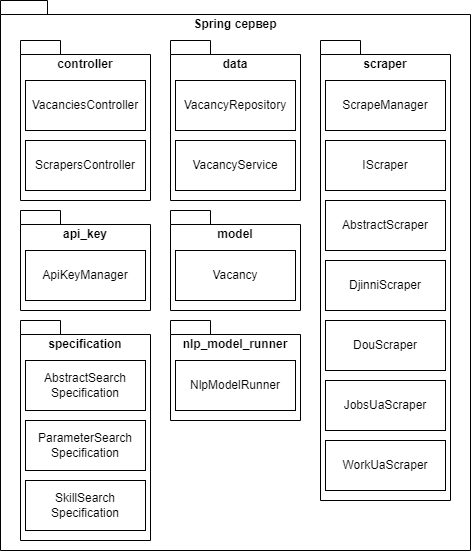 Spring сервер
controller
VacanciesController
ScrapersController
data
VacancyRepository
VacancyService
scraper
ScrapeManager
IScraper
AbstractScraper
DjinniScraper
DouScraper
JobsUaScraper
WorkUaScraper
api_key
ApiKeyManager
model
Vacancy
specification
AbstractSearch
Specification
ParameterSearch
Specification
SkillSearch
Specification
nlp_model_runner
NlpModelRunner